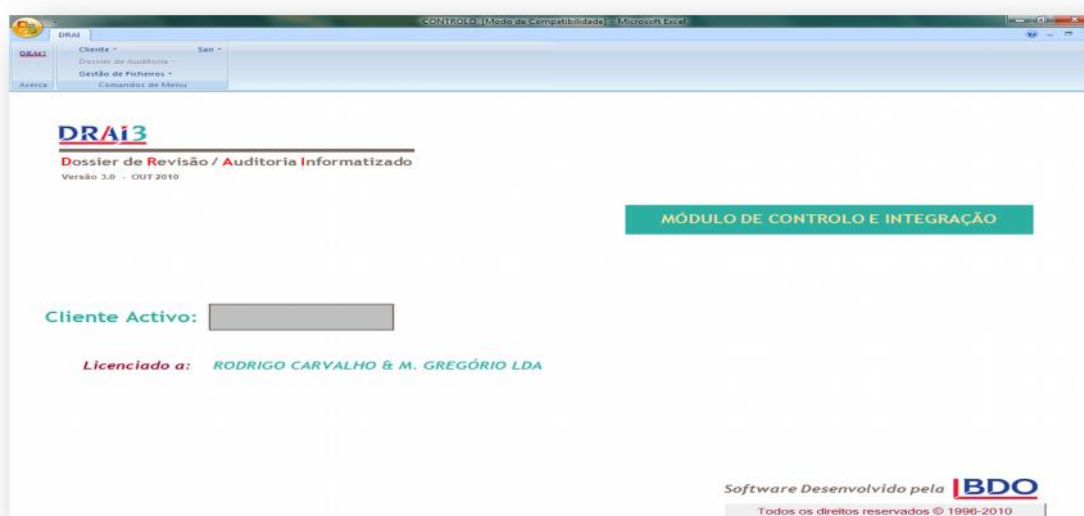 CONTROLO [Modo de Compatibilidade] - Microsoft Excel
DRAI
DRAi3
Cliente
Sair
Dossier de Auditoria
Gestão de Ficheiros
Acerca
Comandos de Menu
DRAi3
Dossier de Revisão / Auditoria Informatizado
Versão 3.0 - OUT 2010
MÓDULO DE CONTROLO E INTEGRAÇÃO
Cliente Activo:
Licenciado a: RODRIGO CARVALHO & M. GREGÓRIO LDA
Software Desenvolvido pela BDO
Todos os direitos reservados © 1996-2010